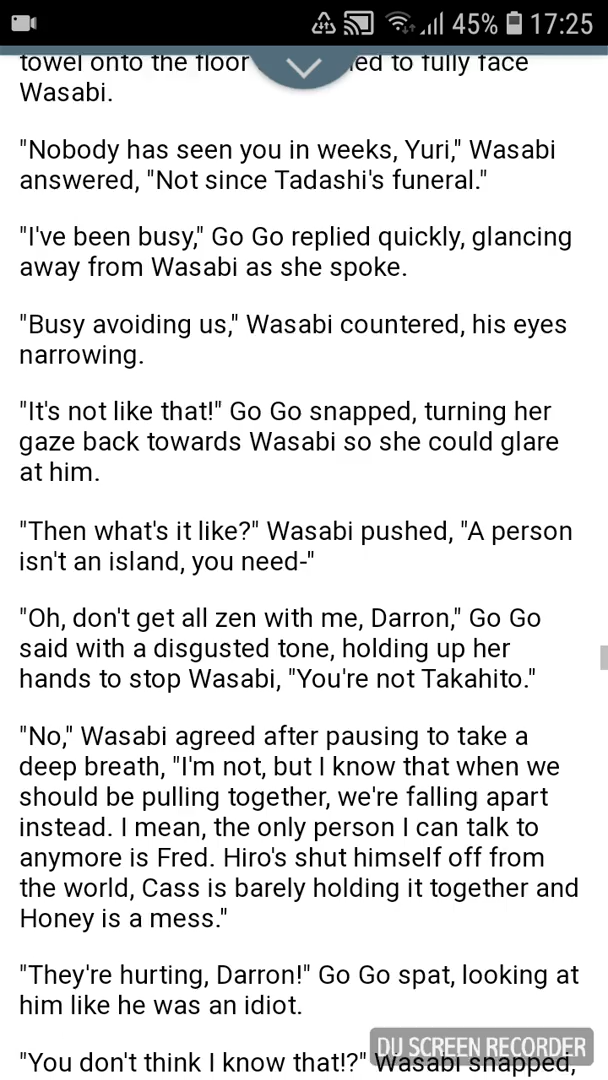 45% 17:25
towel onto the floor ed to fully face
Wasabi.
"Nobody has seen you in weeks, Yuri," Wasabi
answered, "Not since Tadashi's funeral."
"I've been busy," Go Go replied quickly, glancing
away from Wasabi as she spoke.
"Busy avoiding us," Wasabi countered, his eyes
narrowing.
"It's not like that!" Go Go snapped, turning her
gaze back towards Wasabi so she could glare
at him.
"Then what's it like?" Wasabi pushed, "A person
isn't an island, you need-"
"Oh, don't get all zen with me, Darron," Go Go
said with a disgusted tone, holding up her
hands to stop Wasabi, "You're not Takahito."
"No," Wasabi agreed after pausing to take a
deep breath, "I'm not, but I know that when we
should be pulling together, we're falling apart
instead. I mean, the only person I can talk to
anymore is Fred. Hiro's shut himself off from
the world, Cass is barely holding it together and
Honey is a mess."
"They're hurting, Darron!" Go Go spat, looking at
him like he was an idiot.
DU SCREEN RECORDER
"You don't think I know that!?" Wasabi snapped,